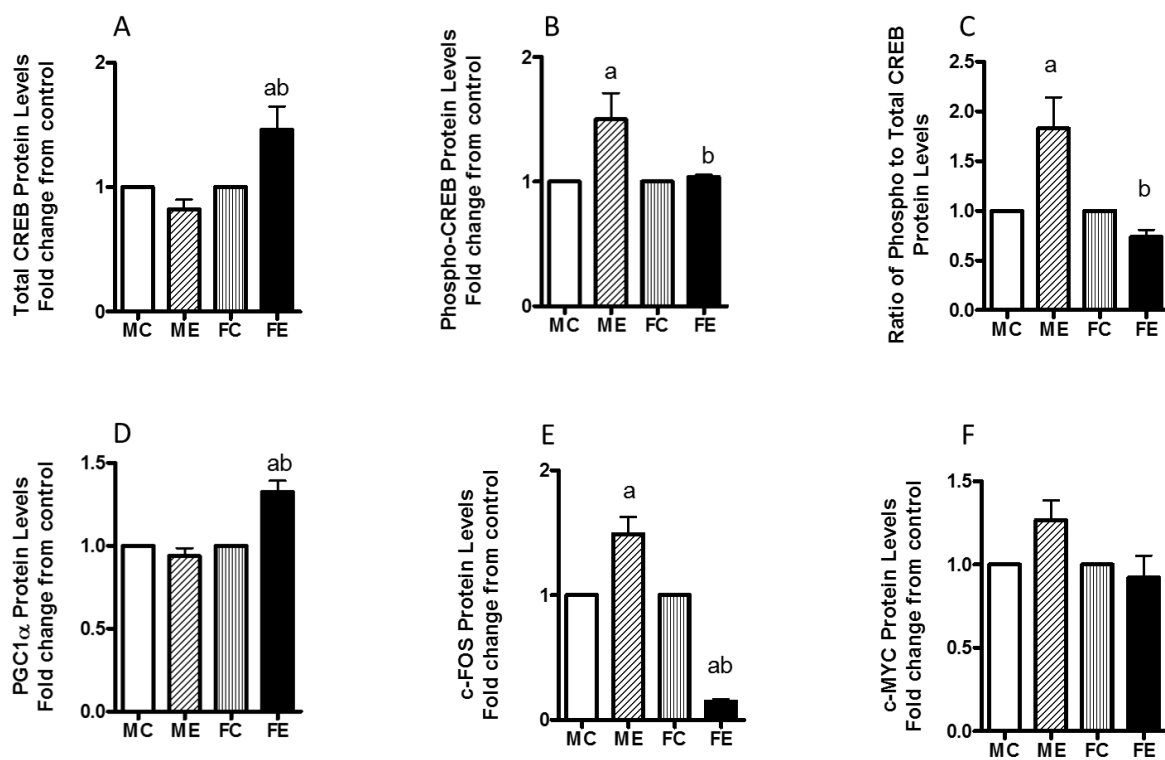 A
Total CREB Protein Levels
Fold change from control
2
1
0
ab
MC ME FC FE
B
Phospho-CREB Protein Levels
Fold change from control
2
1
0
a
b
MC ME FC FE
C
Ratio of Phospho to Total CREB
Protein Levels
2.5
2.0
1.5
1.0
0.5
0.0
a
b
MC ME FC FE
D
PGC1α Protein Levels
Fold change from control
1.5
1.0
0.5
0.0
ab
MC ME FC FE
E
c-FOS Protein Levels
Fold change from control
2
1
0
a
ab
MC ME FC FE
F
c-MYC Protein Levels
Fold change from control
1.5
1.0
0.5
0.0
MC ME FC FE